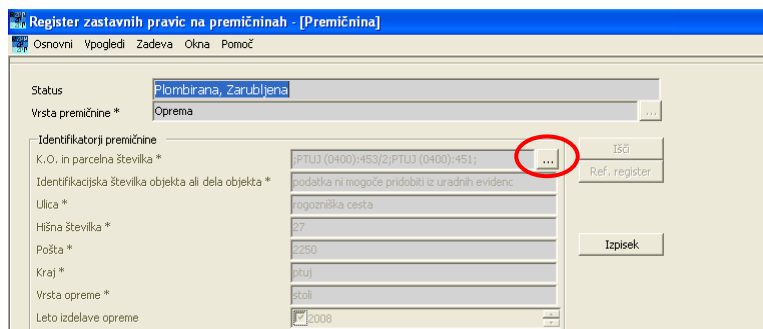 Register zastavnih pravic na premičninah - [Premičnina]
Osnovni Vpogledi Zadeva Okna Pomoč
Status Plombirana, Zarubljena
Vrsta premičnine * Oprema ...
Identifikatorji premičnine
K.O. in parcelna številka * ;PTUJ (0400):453/2;PTUJ (0400):451; ... Išči
Identifikacijska številka objekta ali dela objekta * podatka ni mogoče pridobiti iz uradnih evidenc Ref. register
Ulica * rogozniška cesta
Hišna številka * 27
Pošta * 2250 Izpisek
Kraj * ptuj
Vrsta opreme * stoli
Leto izdelave opreme 2008